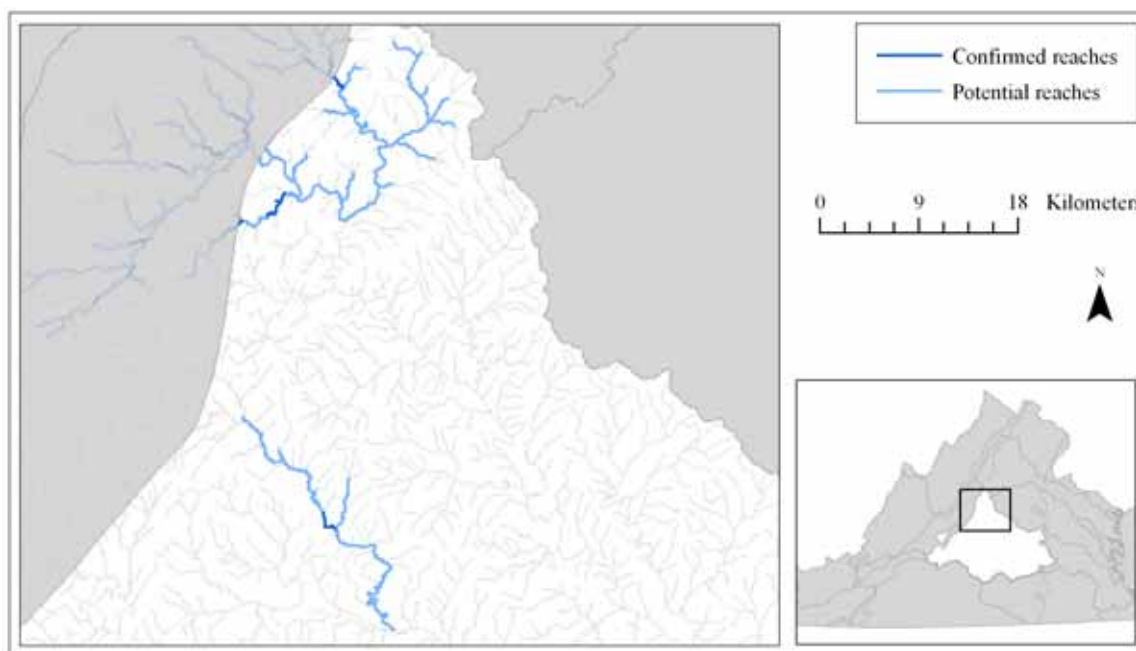 Confirmed reaches
Potential reaches
0 9 18 Kilometers
N